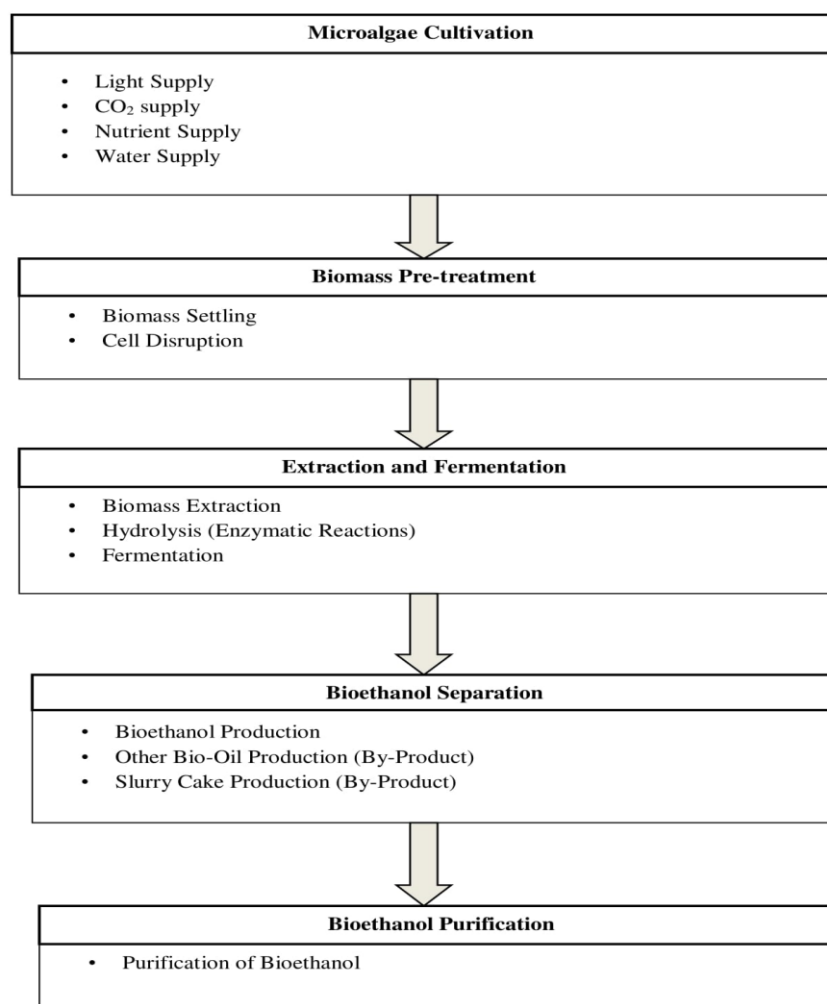 Microalgae Cultivation
• Light Supply
• CO₂ supply
• Nutrient Supply
• Water Supply
Biomass Pre-treatment
• Biomass Settling
• Cell Disruption
Extraction and Fermentation
• Biomass Extraction
• Hydrolysis (Enzymatic Reactions)
• Fermentation
Bioethanol Separation
• Bioethanol Production
• Other Bio-Oil Production (By-Product)
• Slurry Cake Production (By-Product)
Bioethanol Purification
• Purification of Bioethanol